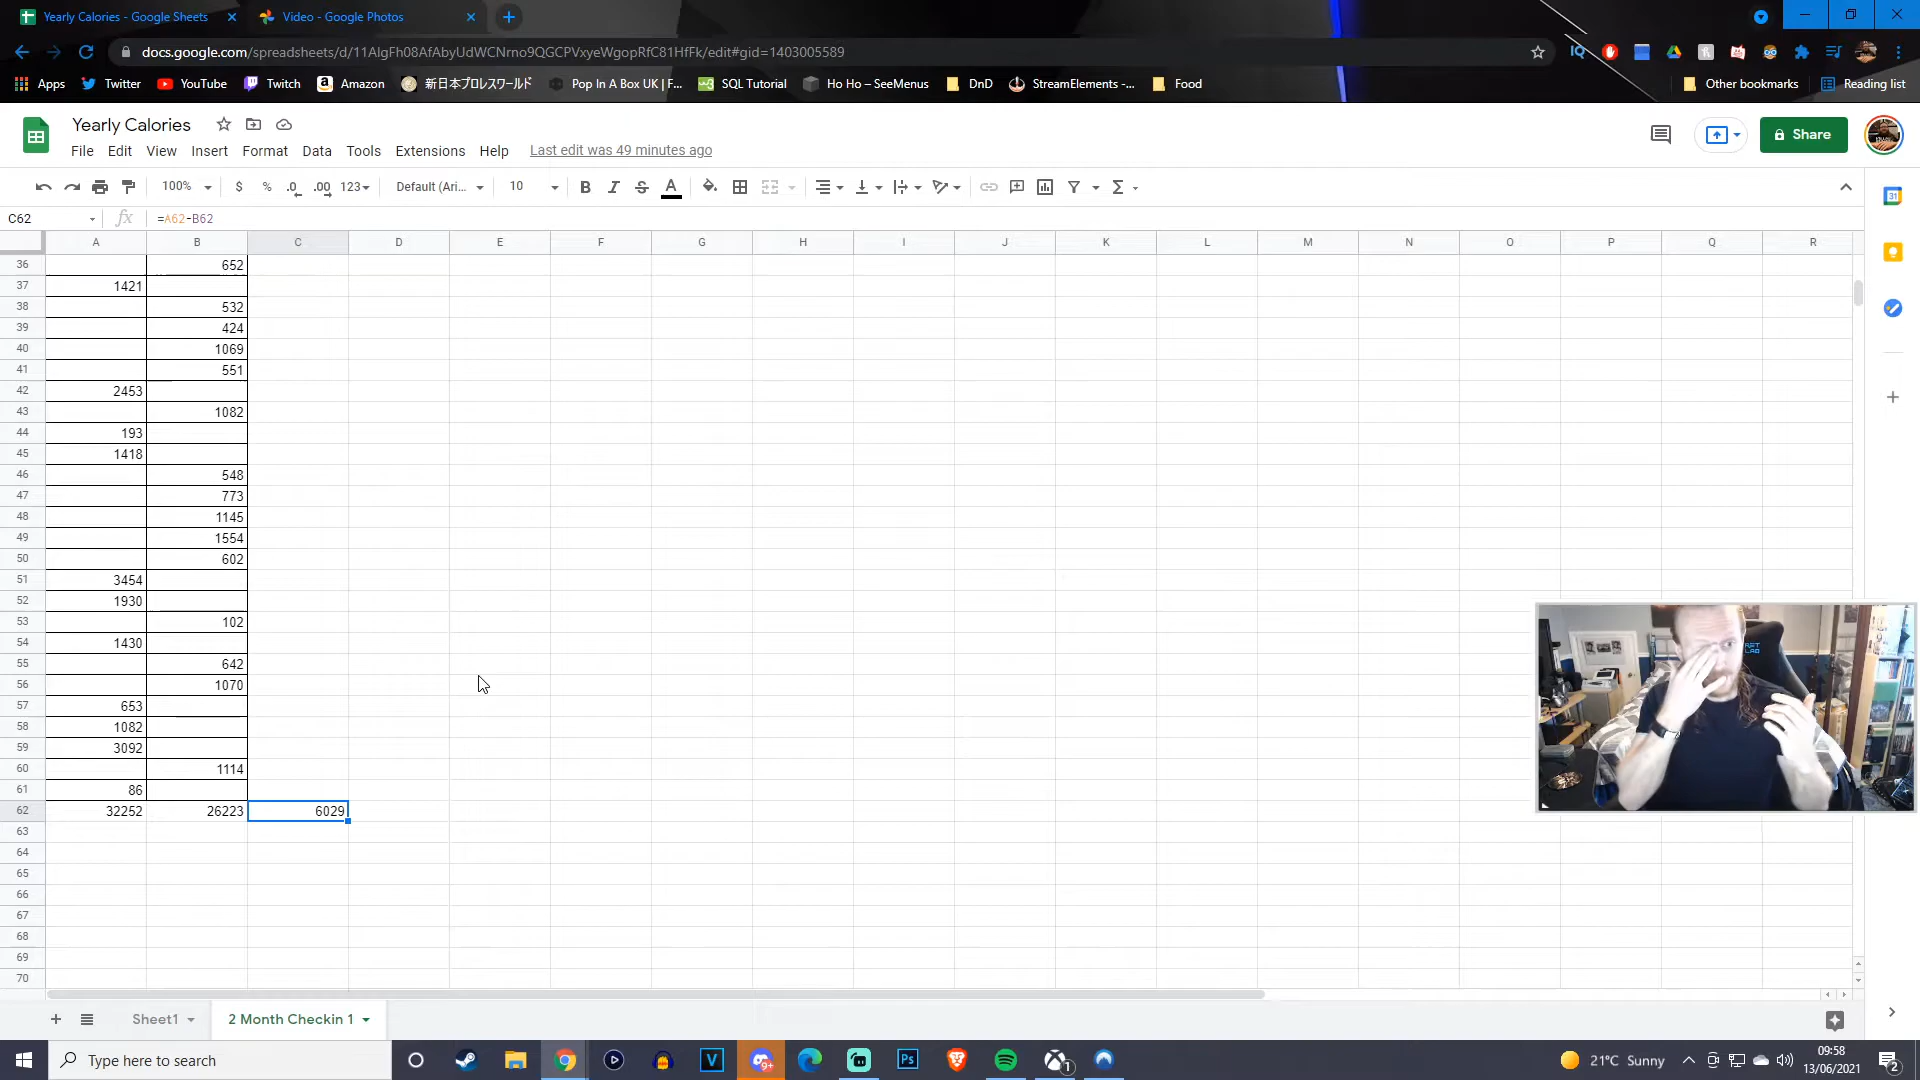 Yearly Calories - Google Sheets
Video - Google Photos
docs.google.com/spreadsheets/d/11AlgFh08AfAbyUdWCNrno9QGCPVxyeWgopRfC81HfFk/edit#gid=1403005589
Apps Twitter YouTube Twitch Amazon 新日本プロレスワールド Pop In A Box UK | F... SQL Tutorial Ho Ho – SeeMenus DnD StreamElements -... Food Other bookmarks Reading list
Yearly Calories
File Edit View Insert Format Data Tools Extensions Help Last edit was 49 minutes ago
Share
100% $ % .0 .00 123 Default (Ari... 10 B I S A Σ
C62 fx =A62-B62
A B C D E F G H I J K L M N O P Q R
36 652
37 1421
38 532
39 424
40 1069
41 551
42 2453
43 1082
44 193
45 1418
46 548
47 773
48 1145
49 1554
50 602
51 3454
52 1930
53 102
54 1430
55 642
56 1070
57 653
58 1082
59 3092
60 1114
61 86
62 32252 26223 6029
63
64
65
66
67
68
69
70
Sheet1 2 Month Checkin 1
Type here to search
21°C Sunny
09:58
13/06/2021